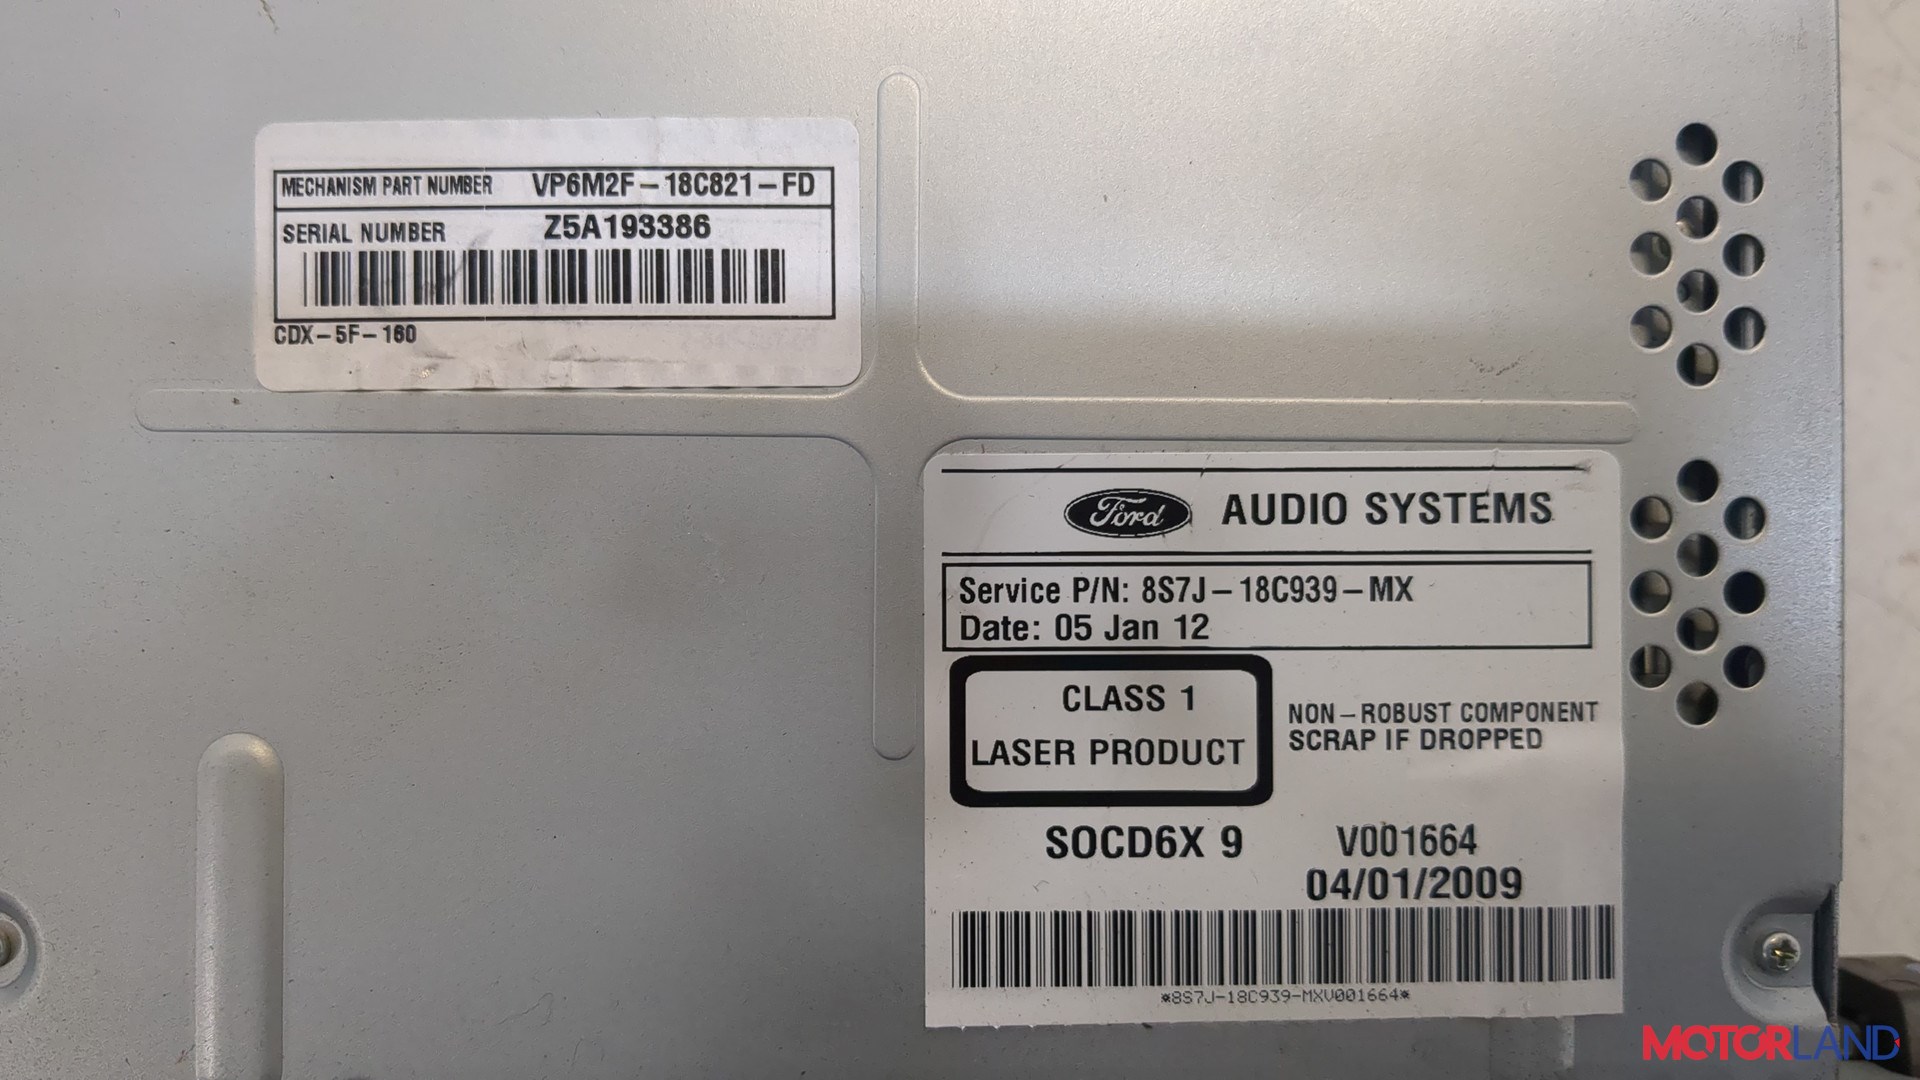 MECHANISM PART NUMBER VP6M2F-18C821-FD
SERIAL NUMBER Z5A193386
CDX-5F-160
Ford AUDIO SYSTEMS
Service P/N: 8S7J-18C939-MX
Date: 05 Jan 12
CLASS 1
LASER PRODUCT
NON-ROBUST COMPONENT
SCRAP IF DROPPED
SOCD6X 9
V001664
04/01/2009
*8S7J-18C939-MXV001664*
MOTORLAND